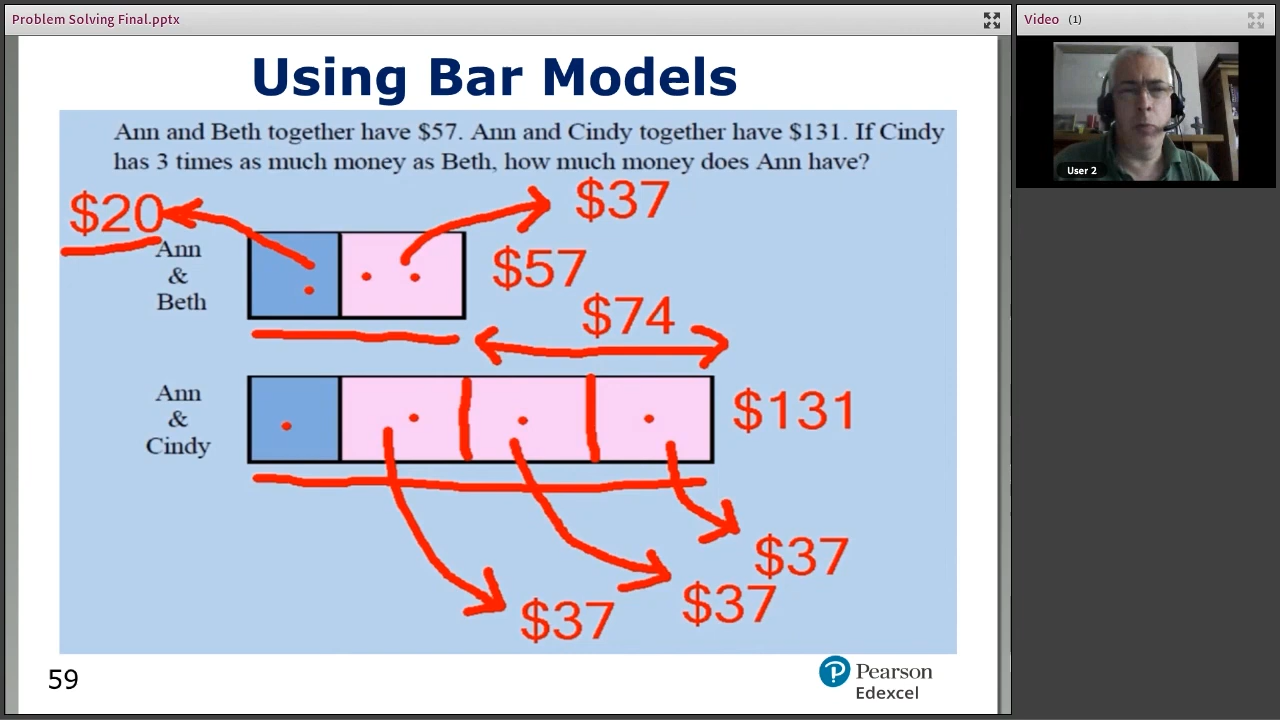 Problem Solving Final.pptx
Video (1)
Using Bar Models
Ann and Beth together have $57. Ann and Cindy together have $131. If Cindy
has 3 times as much money as Beth, how much money does Ann have?
User 2
$20
$37
Ann
&
Beth
$57
$74
Ann
&
Cindy
$131
$37
$37
$37
59
Pearson
Edexcel